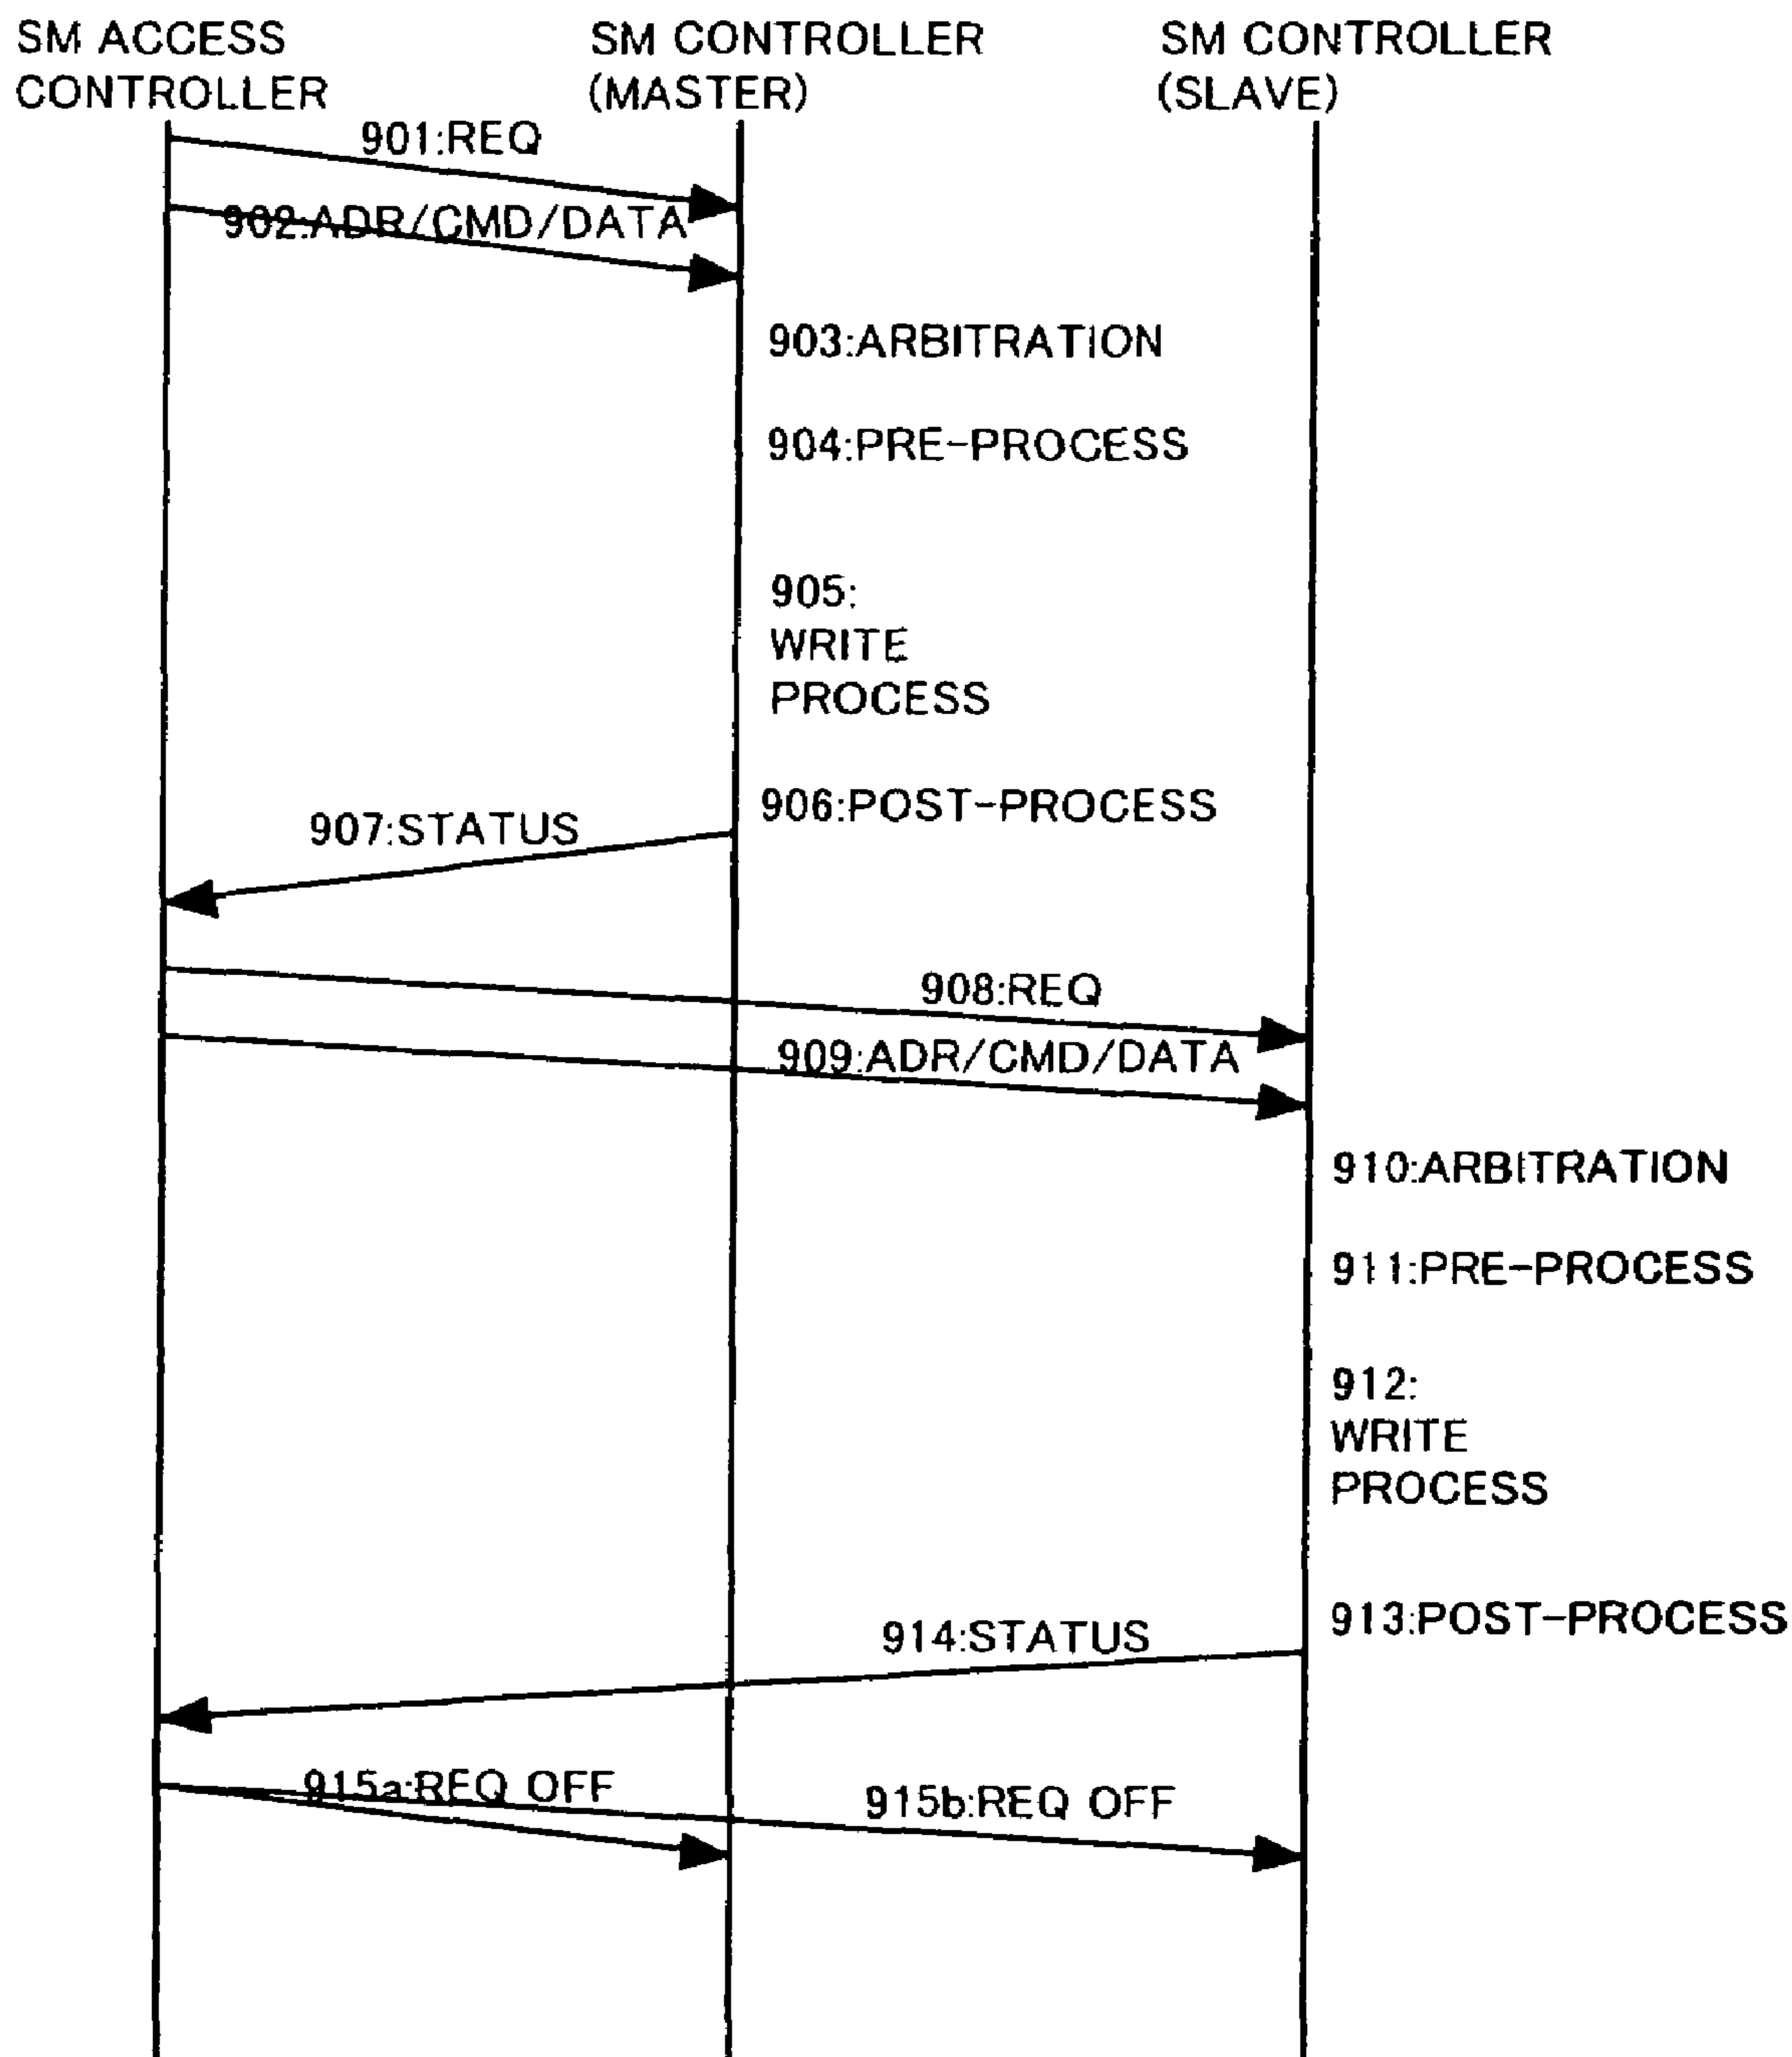 SM ACCESS
CONTROLLER
SM CONTROLLER
(MASTER)
SM CONTROLLER
(SLAVE)
901:REQ
902:ADR/CMD/DATA
903:ARBITRATION
904:PRE-PROCESS
905:
WRITE
PROCESS
906:POST-PROCESS
907:STATUS
908:REQ
909:ADR/CMD/DATA
910:ARBITRATION
911:PRE-PROCESS
912:
WRITE
PROCESS
913:POST-PROCESS
914:STATUS
915a:REQ OFF
915b:REQ OFF